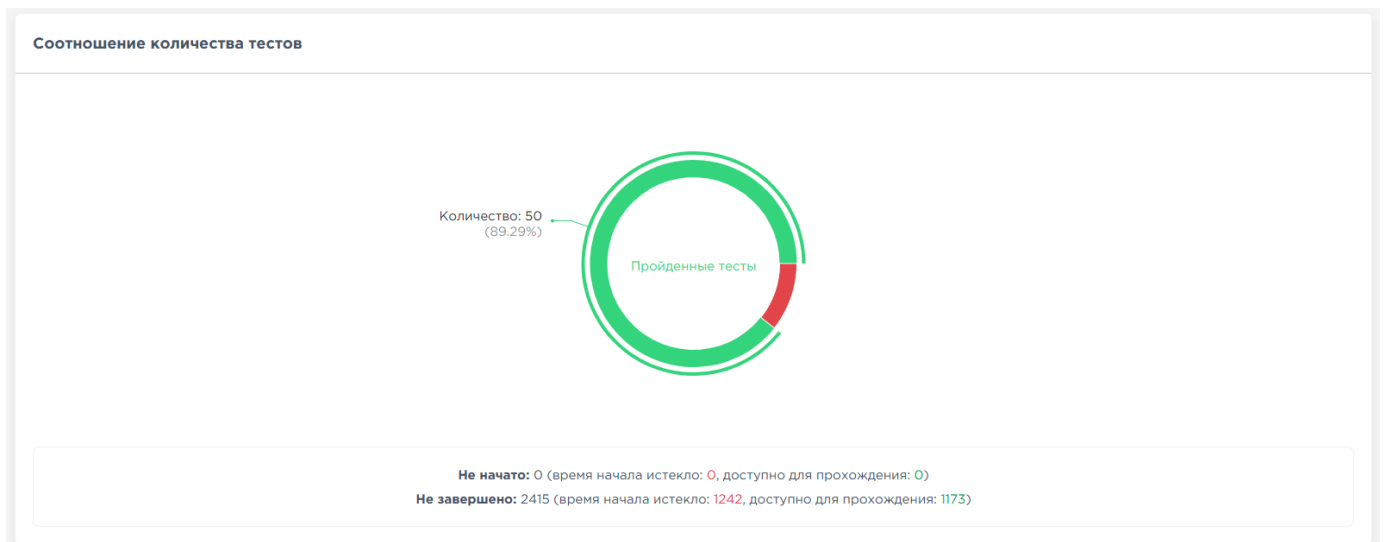 Соотношение количества тестов
Количество: 50
(89.29%)
Пройденные тесты
Не начато: 0 (время начала истекло: 0, доступно для прохождения: 0)
Не завершено: 2415 (время начала истекло: 1242, доступно для прохождения: 1173)